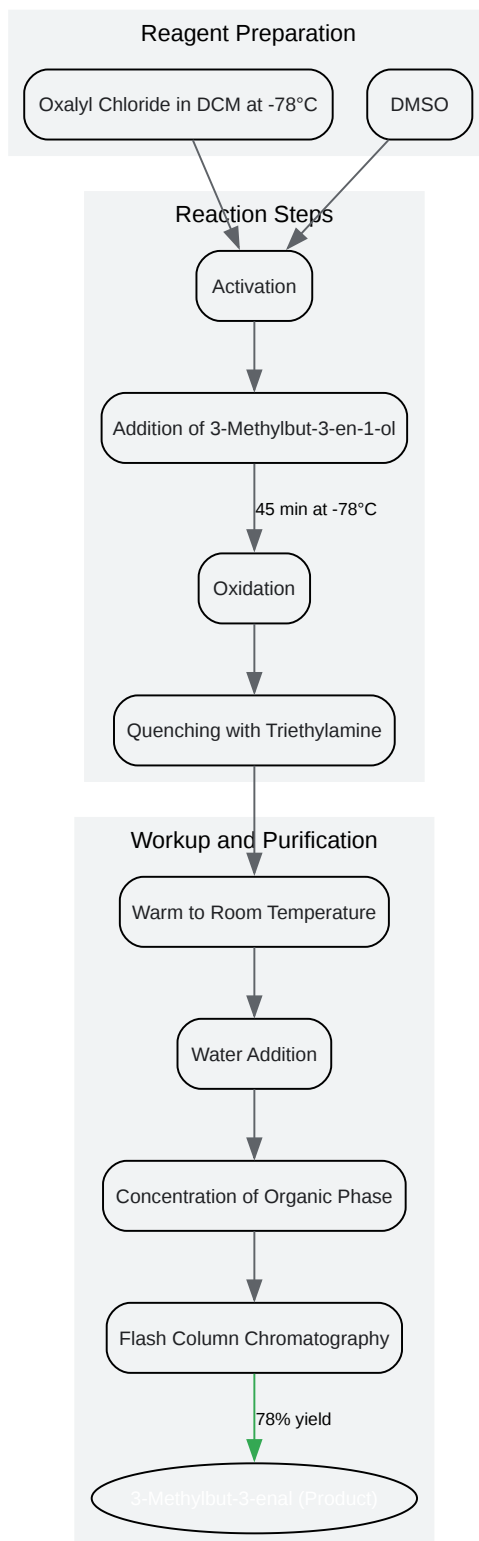 Reagent Preparation
Oxalyl Chloride in DCM at -78°C
DMSO
Reaction Steps
Activation
Addition of 3-Methylbut-3-en-1-ol
45 min at -78°C
Oxidation
Quenching with Triethylamine
Workup and Purification
Warm to Room Temperature
Water Addition
Concentration of Organic Phase
Flash Column Chromatography
78% yield
3-Methylbut-3-enal (Product)